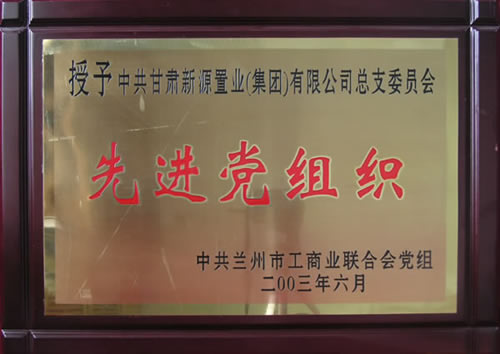 授予 中共甘肃新源置业(集团)有限公司总支委员会
先进党组织
中共兰州市工商业联合会党组
二00三年六月